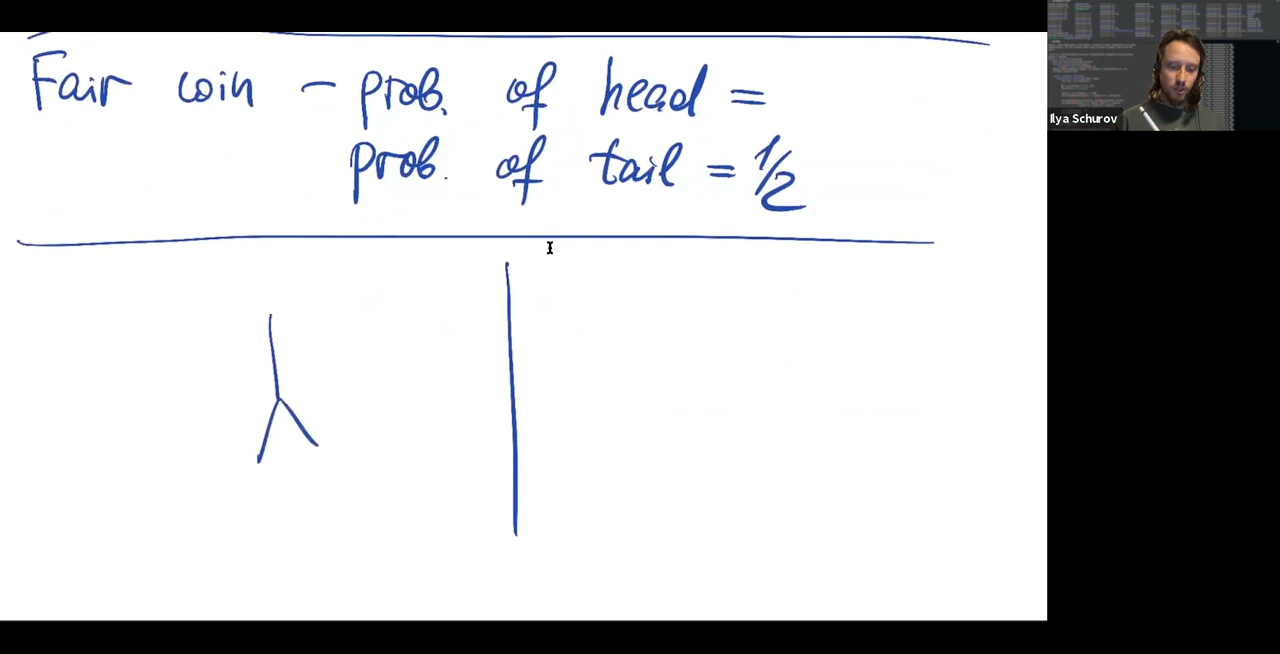 Fair coin - prob. of head =
prob. of tail = 1/2
Ilya Schurov